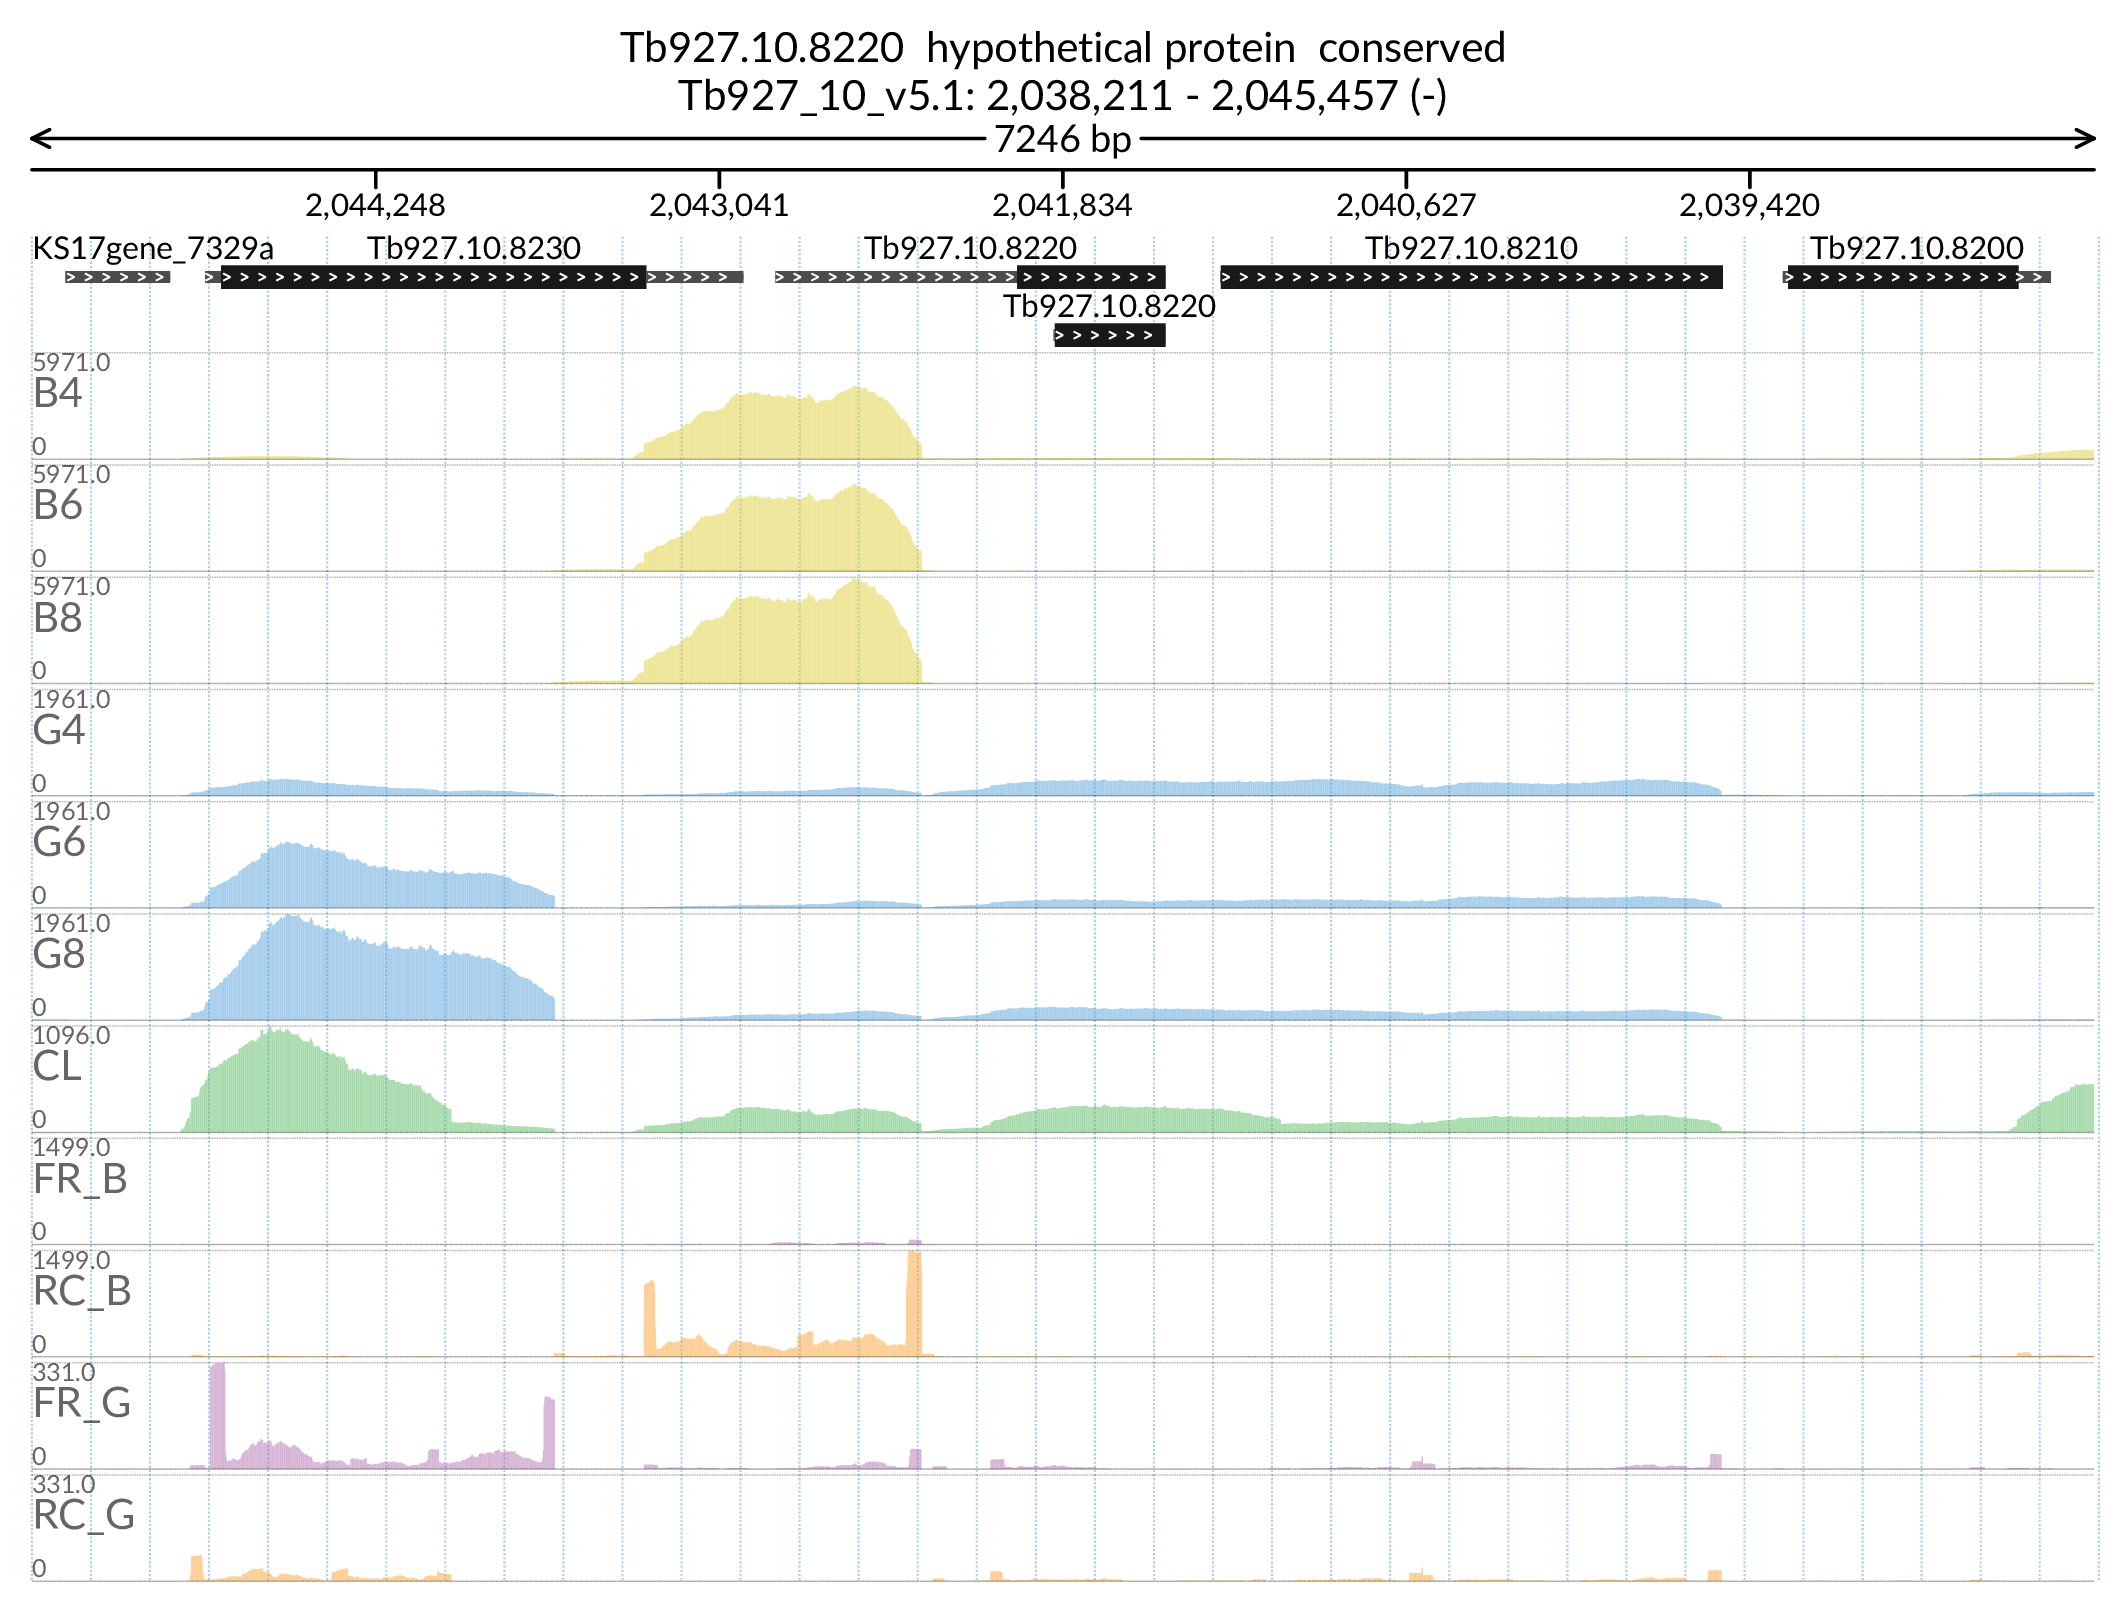 Tb927.10.8220  hypothetical protein  conserved
Tb927_10_v5.1: 2,038,211 - 2,045,457 (-)
7246 bp
2,044,248 2,043,041 2,041,834 2,040,627 2,039,420
KS17gene_7329a Tb927.10.8230 Tb927.10.8220 Tb927.10.8210 Tb927.10.8200
Tb927.10.8220
5971.0
B4
0
5971.0
B6
0
5971.0
B8
0
1961.0
G4
0
1961.0
G6
0
1961.0
G8
0
1096.0
CL
0
1499.0
FR_B
0
1499.0
RC_B
0
331.0
FR_G
0
331.0
RC_G
0